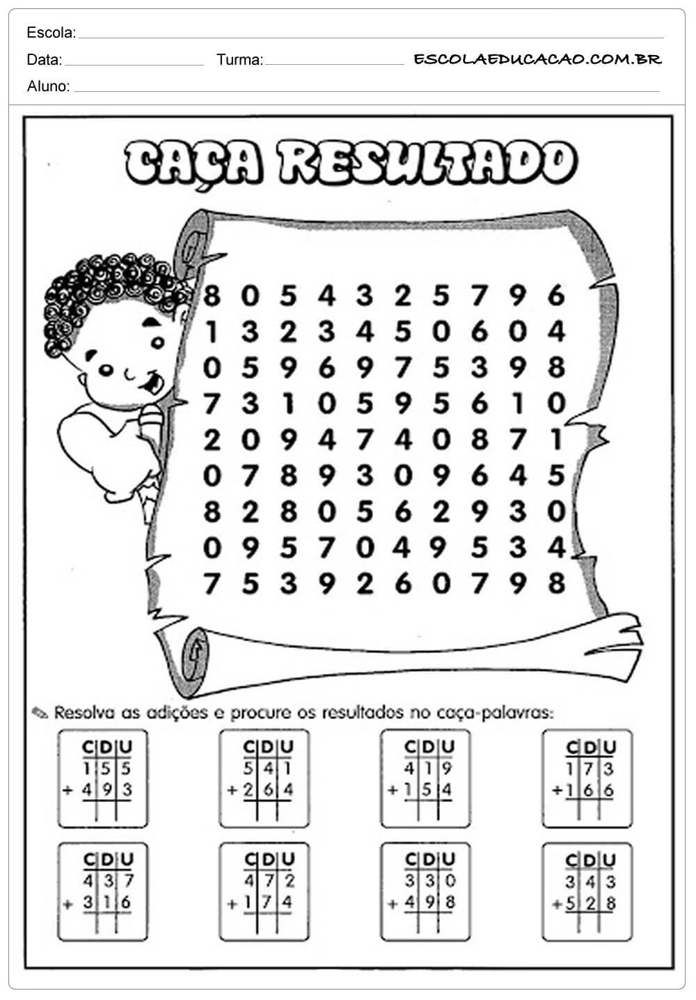 Escola:
Data: Turma: ESCOLAEDUCACAO.COM.BR
Aluno:
CAÇA RESULTADO
8 0 5 4 3 2 5 7 9 6
1 3 2 3 4 5 0 6 0 4
0 5 9 6 9 7 5 3 9 8
7 3 1 0 5 9 5 6 1 0
2 0 9 4 7 4 0 8 7 1
0 7 8 9 3 0 9 6 4 5
8 2 8 0 5 6 2 9 3 0
0 9 5 7 0 4 9 5 3 4
7 5 3 9 2 6 0 7 9 8
Resolva as adições e procure os resultados no caça-palavras:
C D U C D U C D U C D U
1 5 5 5 4 1 4 1 9 1 7 3
+ 4 9 3 + 2 6 4 + 1 5 4 + 1 6 6
C D U C D U C D U C D U
4 3 7 4 7 2 3 3 0 3 4 3
+ 3 1 6 + 1 7 4 + 4 9 8 + 5 2 8